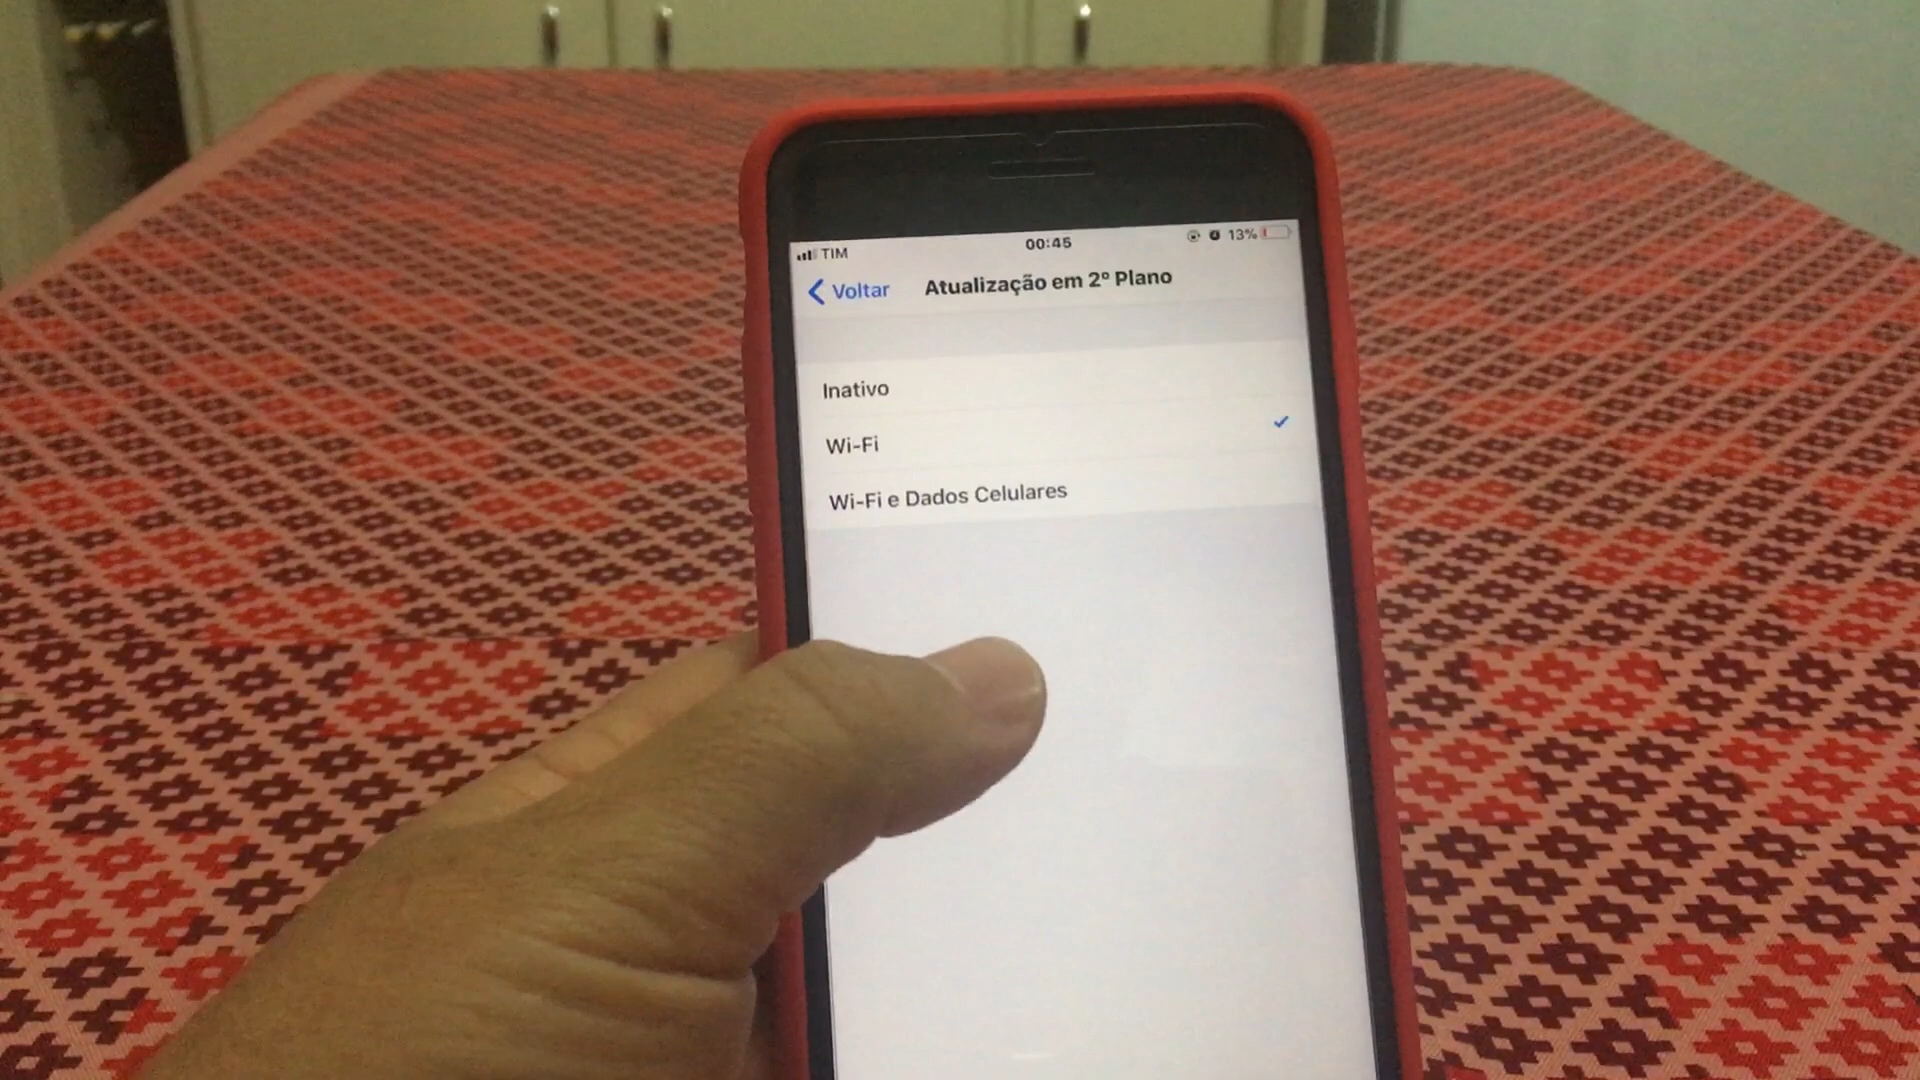 TIM 00:45 13%
Voltar Atualização em 2º Plano
Inativo
Wi-Fi
Wi-Fi e Dados Celulares